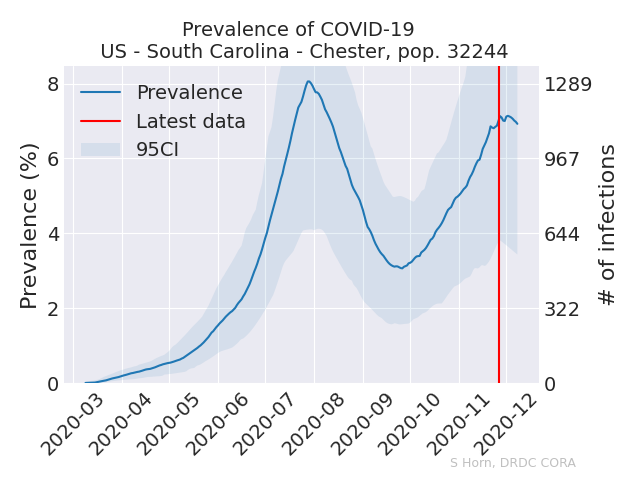 Prevalence of COVID-19
US - South Carolina - Chester, pop. 32244
Prevalence
Latest data
95CI
Prevalence (%)
8
6
4
2
0
1289
967
644
322
0
# of infections
2020-03
2020-04
2020-05
2020-06
2020-07
2020-08
2020-09
2020-10
2020-11
2020-12
S Horn, DRDC CORA